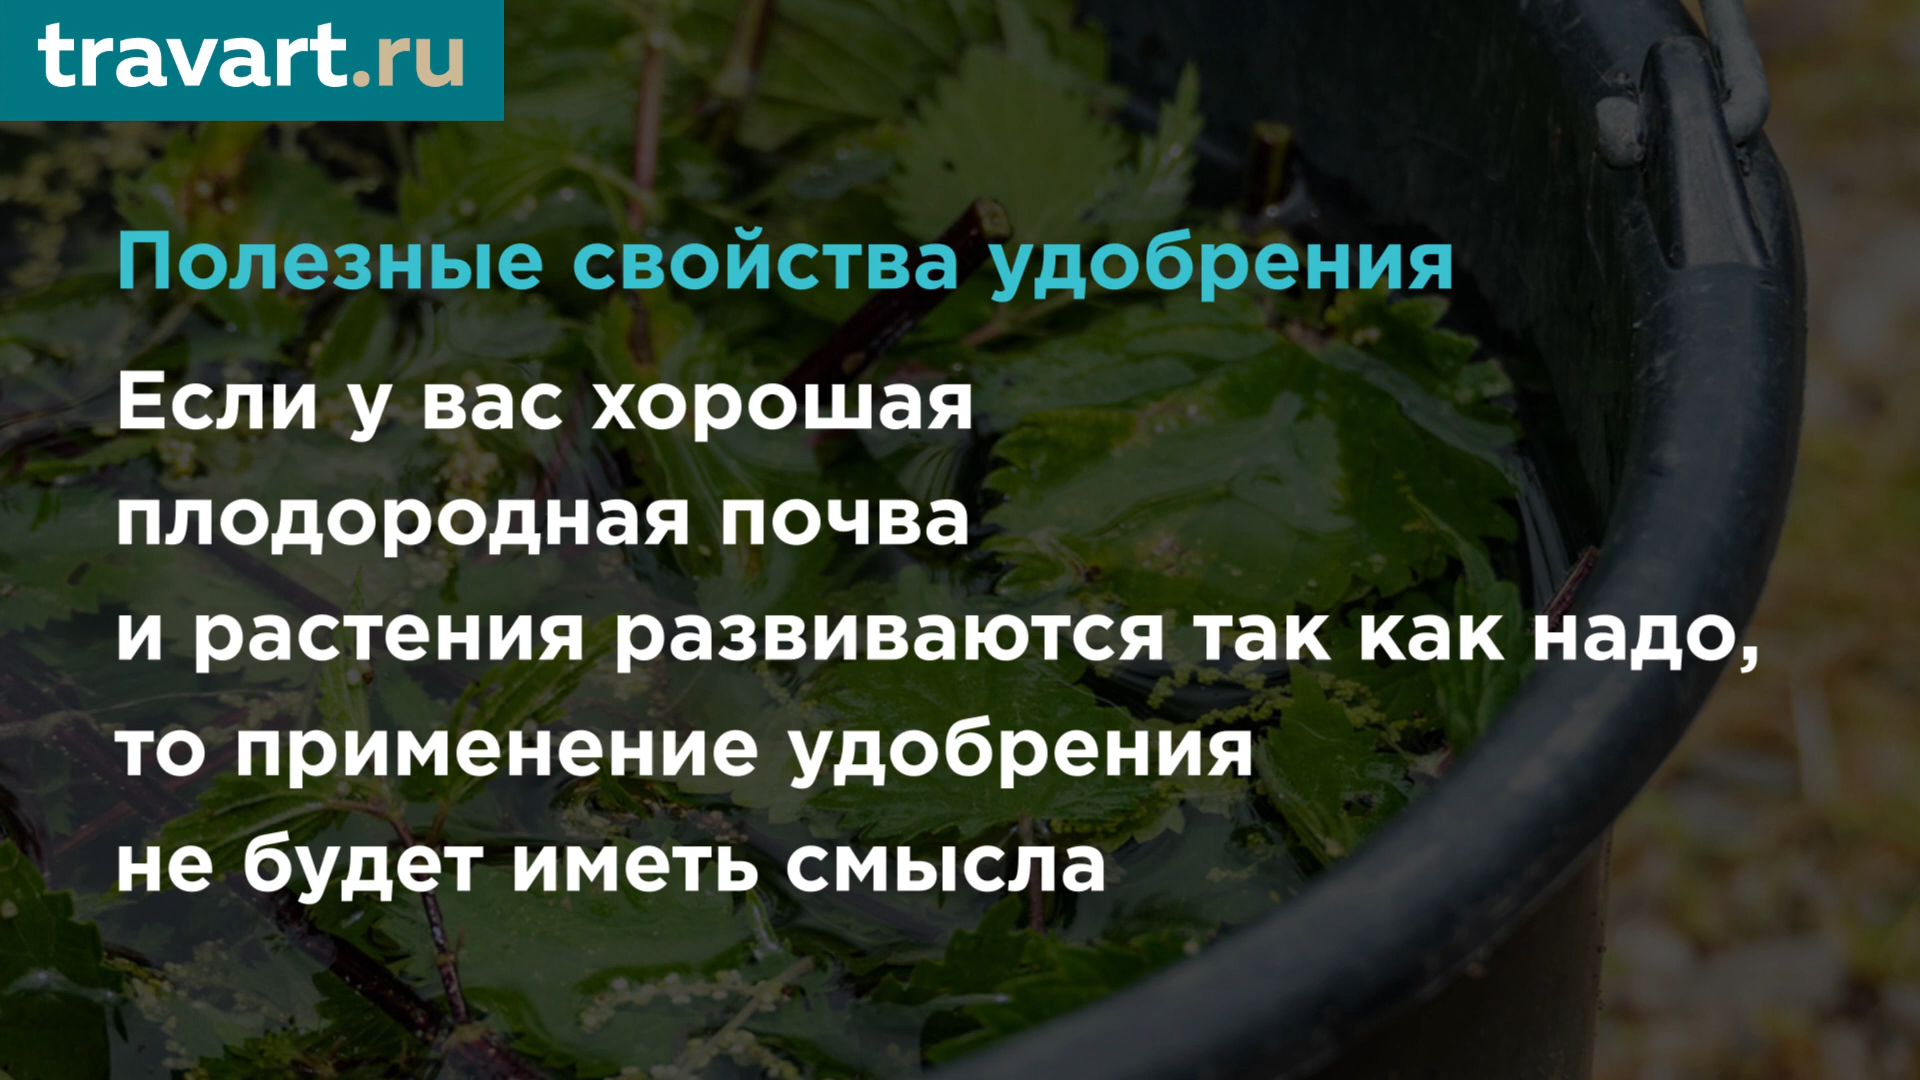 travart.ru
Полезные свойства удобрения
Если у вас хорошая
плодородная почва
и растения развиваются так как надо,
то применение удобрения
не будет иметь смысла